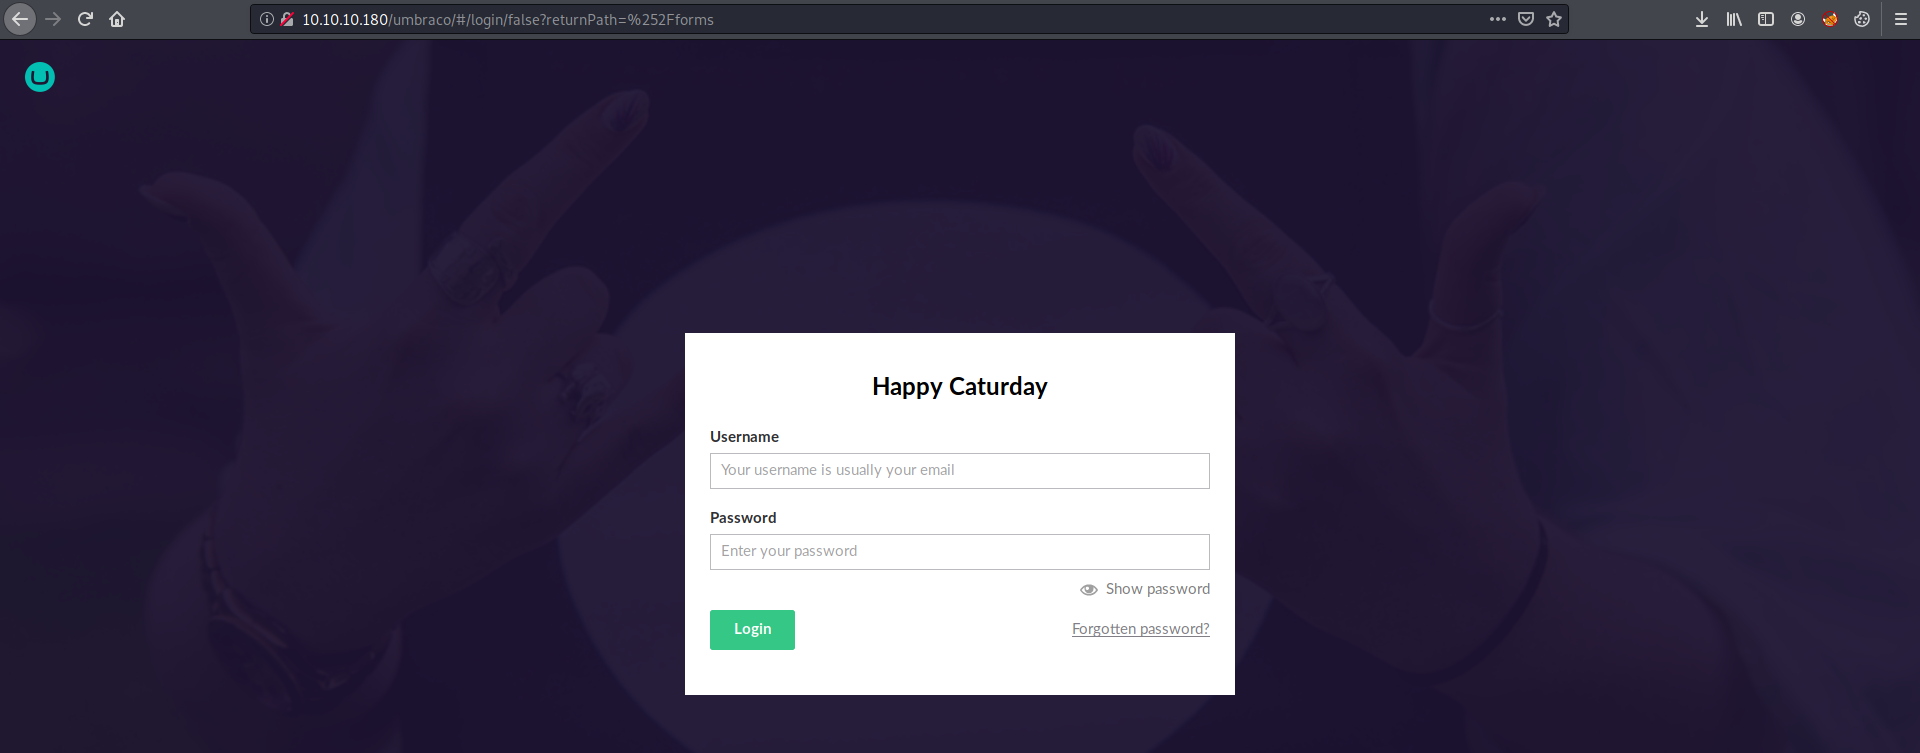 10.10.10.180/umbraco/#/login/false?returnPath=%252Fforms
Happy Caturday
Username
Your username is usually your email
Password
Enter your password
Show password
Login
Forgotten password?